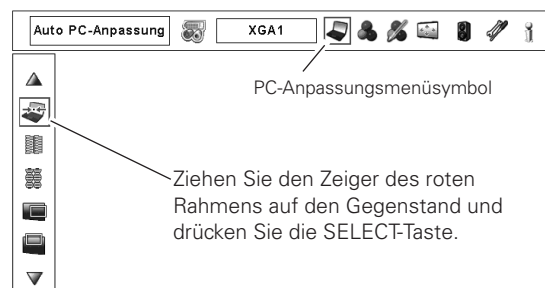 Auto PC-Anpassung
XGA1
PC-Anpassungsmenüsymbol
Ziehen Sie den Zeiger des roten
Rahmens auf den Gegenstand und
drücken Sie die SELECT-Taste.